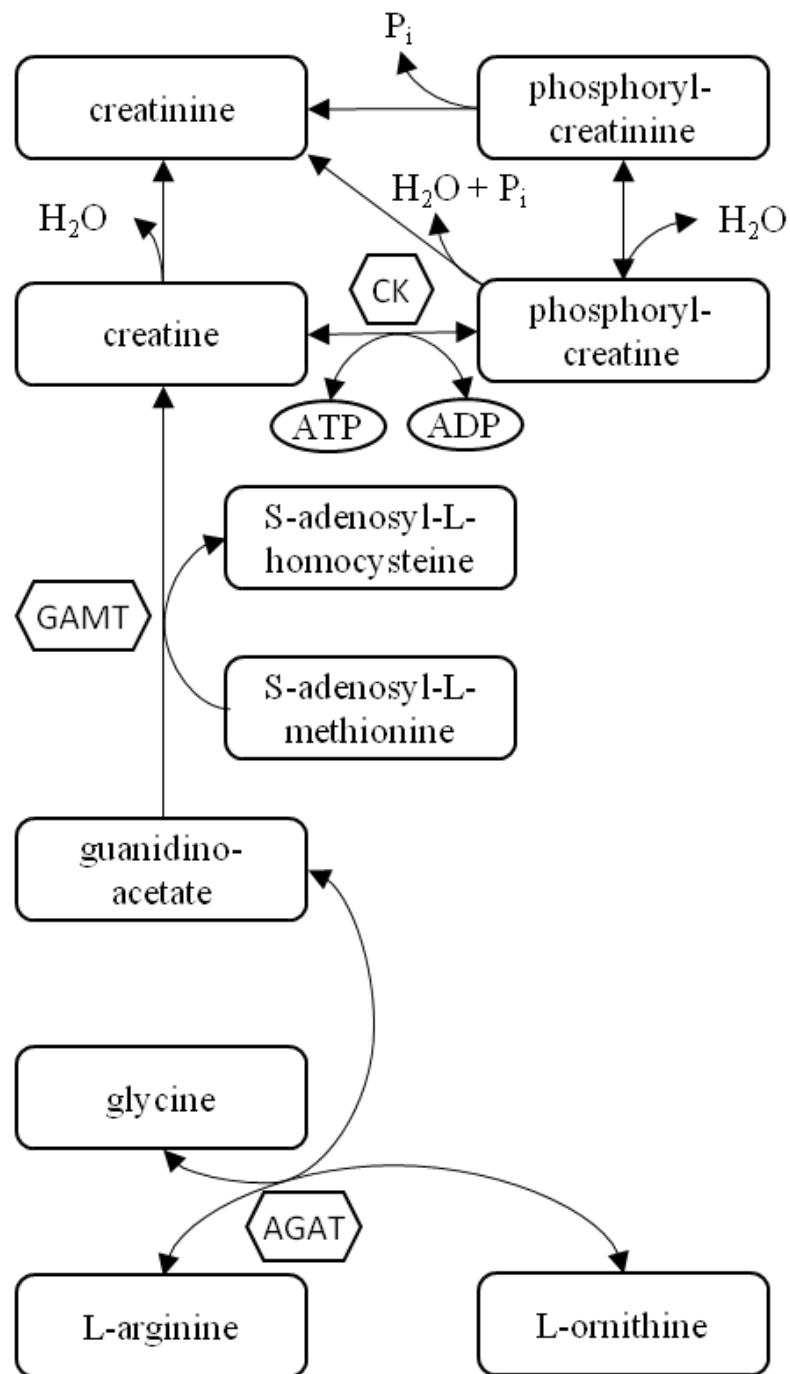 Pi
creatinine
phosphoryl-
creatinine
H2O
H2O + Pi
H2O
CK
creatine
phosphoryl-
creatine
ATP
ADP
S-adenosyl-L-
homocysteine
GAMT
S-adenosyl-L-
methionine
guanidino-
acetate
glycine
AGAT
L-arginine
L-ornithine